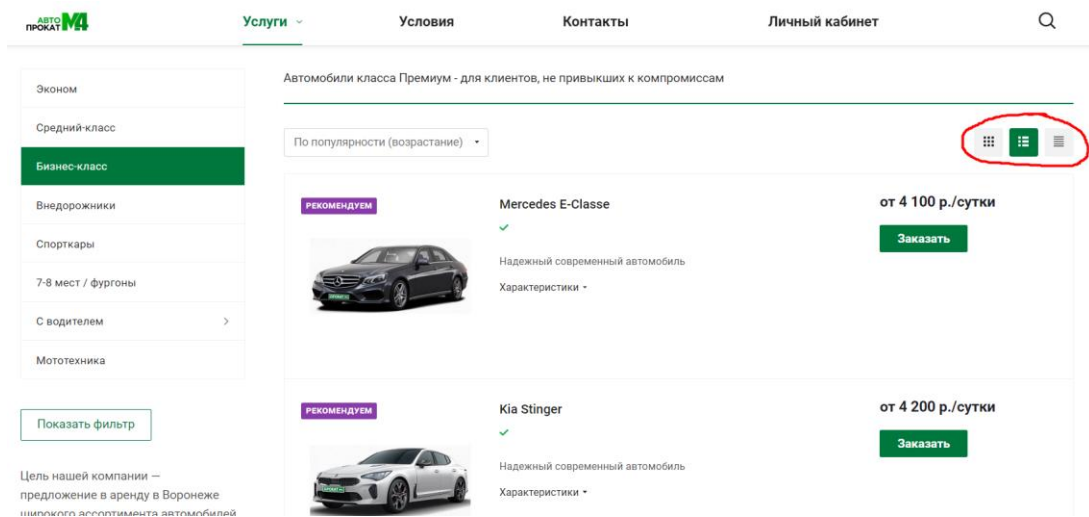 АВТО
ПРОКАТ М4
Услуги
Условия
Контакты
Личный кабинет
Эконом
Средний-класс
Бизнес-класс
Внедорожники
Спорткары
7-8 мест / фургоны
С водителем
Мототехника
Показать фильтр
Цель нашей компании —
предложение в аренду в Воронеже
широкого ассортимента автомобилей
Автомобили класса Премиум - для клиентов, не привыкших к компромиссам
По популярности (возрастание)
РЕКОМЕНДУЕМ
Mercedes E-Classe
Надежный современный автомобиль
Характеристики
от 4 100 р./сутки
Заказать
РЕКОМЕНДУЕМ
Kia Stinger
Надежный современный автомобиль
Характеристики
от 4 200 р./сутки
Заказать